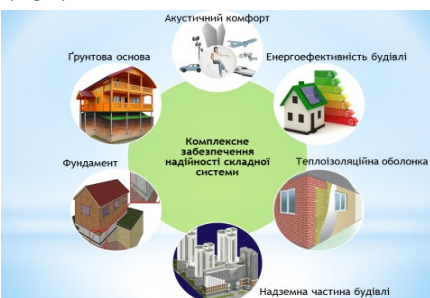 Акустичний комфорт
Ґрунтова основа
Енергоефективність будівлі
Комплексне
забезпечення
надійності складної
системи
Фундамент
Теплоізоляційна оболонка
Надземна частина будівлі